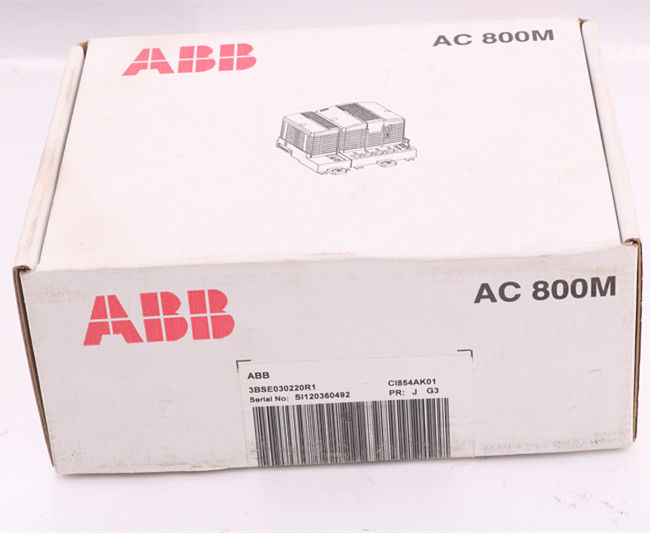 ABB
AC 800M
ABB
AC 800M
ABB
3BSE030220R1 CI854AK01
Serial No: SI120360492 PR: J G3